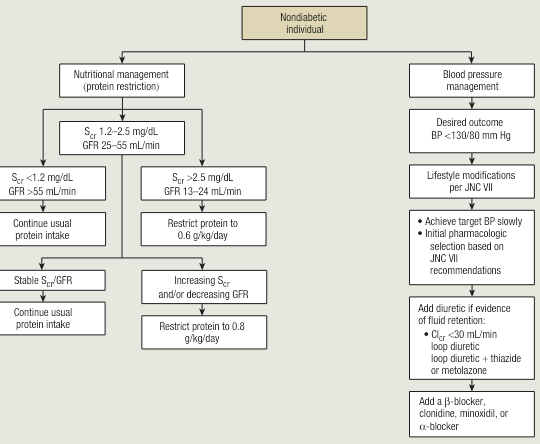 Nondiabetic
individual
Nutritional management
(protein restriction)
Scr 1.2–2.5 mg/dL
GFR 25–55 mL/min
Scr <1.2 mg/dL
GFR >55 mL/min
Scr >2.5 mg/dL
GFR 13–24 mL/min
Continue usual
protein intake
Restrict protein to
0.6 g/kg/day
Stable Scr/GFR
Increasing Scr
and/or decreasing GFR
Continue usual
protein intake
Restrict protein to 0.8
g/kg/day
Blood pressure
management
Desired outcome
BP <130/80 mm Hg
Lifestyle modifications
per JNC VII
• Achieve target BP slowly
• Initial pharmacologic
selection based on
JNC VII
recommendations
Add diuretic if evidence
of fluid retention:
• Clcr <30 mL/min
loop diuretic
loop diuretic + thiazide
or metolazone
Add a β-blocker,
clonidine, minoxidil, or
α-blocker